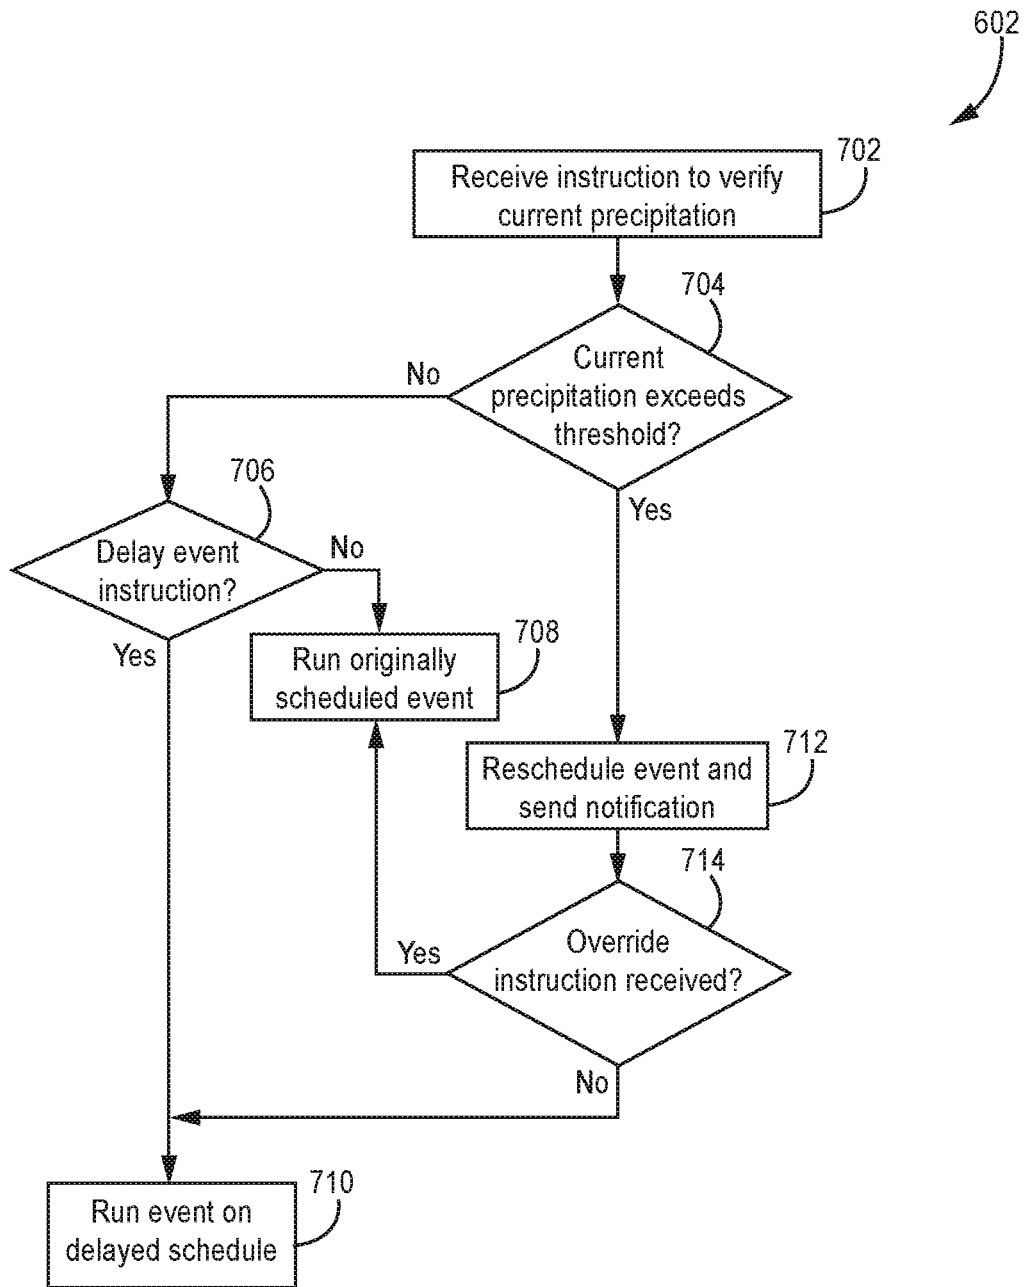 602
Receive instruction to verify
current precipitation
702
704
Current
precipitation exceeds
threshold?
No
Yes
706
Delay event
instruction?
No
Yes
708
Run originally
scheduled event
712
Reschedule event and
send notification
714
Override
instruction received?
Yes
No
710
Run event on
delayed schedule